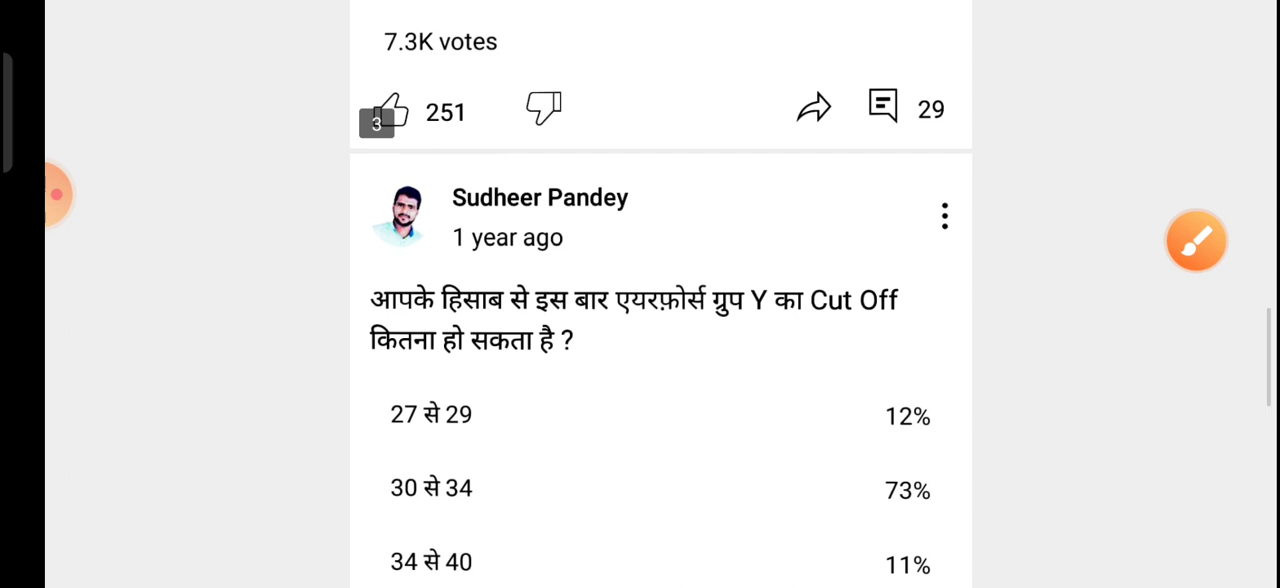 7.3K votes
3
251
29
Sudheer Pandey
1 year ago
आपके हिसाब से इस बार एयरफ़ोर्स ग्रुप Y का Cut Off
कितना हो सकता है ?
27 से 29 12%
30 से 34 73%
34 से 40 11%